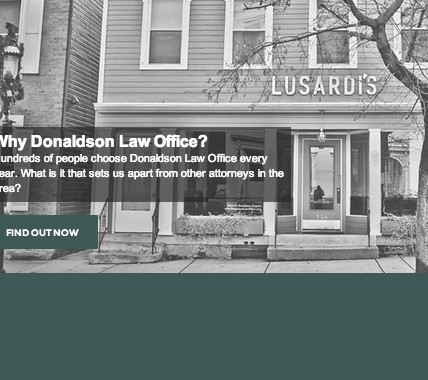 LUSARDI'S
Why Donaldson Law Office?
undreds of people choose Donaldson Law Office every
ear. What is it that sets us apart from other attorneys in the
rea?
FIND OUT NOW